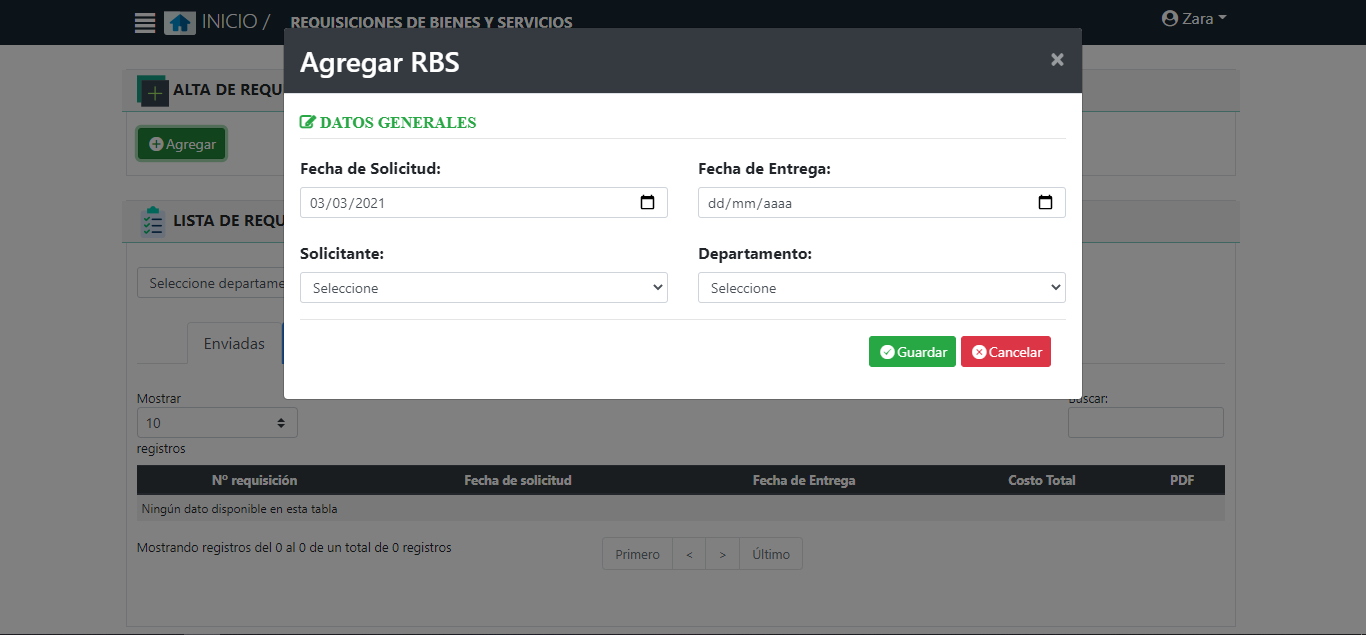 INICIO / REQUISICIONES DE BIENES Y SERVICIOS Zara
Agregar RBS ×
ALTA DE REQU
DATOS GENERALES
Agregar
Fecha de Solicitud: Fecha de Entrega:
03/03/2021 dd/mm/aaaa
LISTA DE REQU
Solicitante: Departamento:
Seleccione departame
Seleccione Seleccione
Enviadas
Guardar Cancelar
Mostrar Buscar:
10
registros
Nº requisición Fecha de solicitud Fecha de Entrega Costo Total PDF
Ningún dato disponible en esta tabla
Mostrando registros del 0 al 0 de un total de 0 registros
Primero < > Último